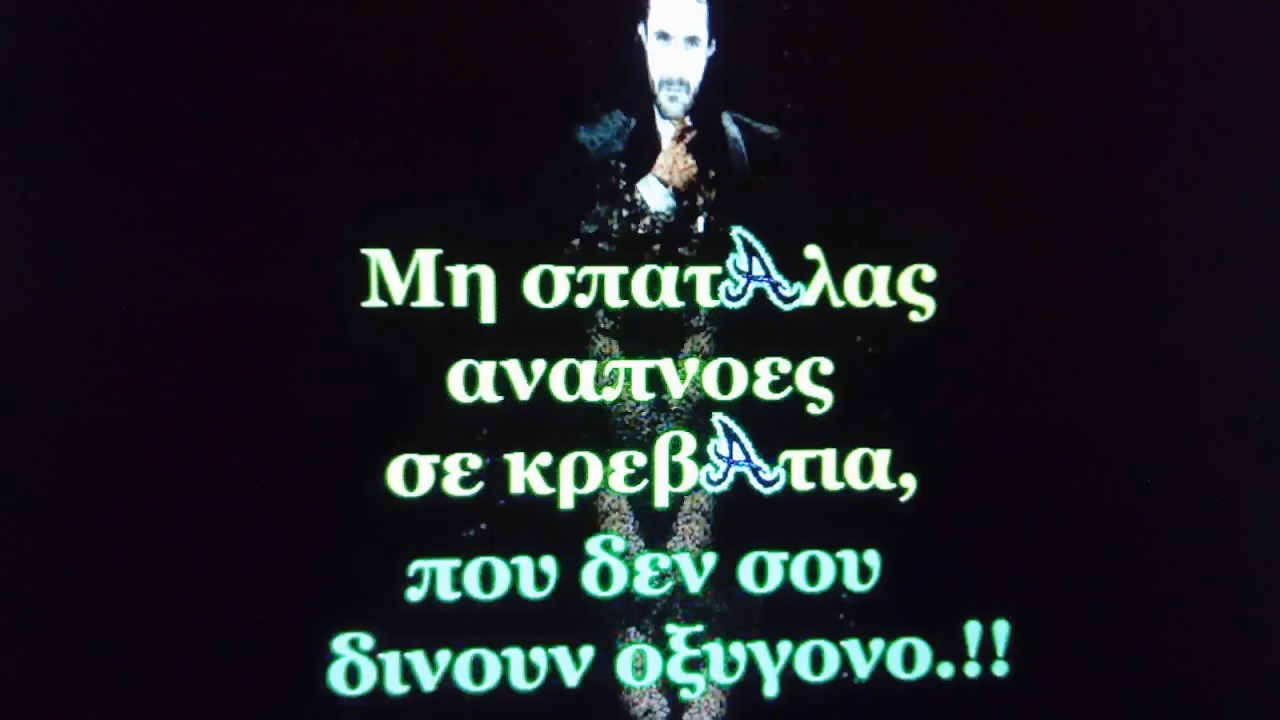 Μη σπατΑλας
αναπνοες
σε κρεβΑτια,
που δεν σου
δινουν οξυγονο.!!